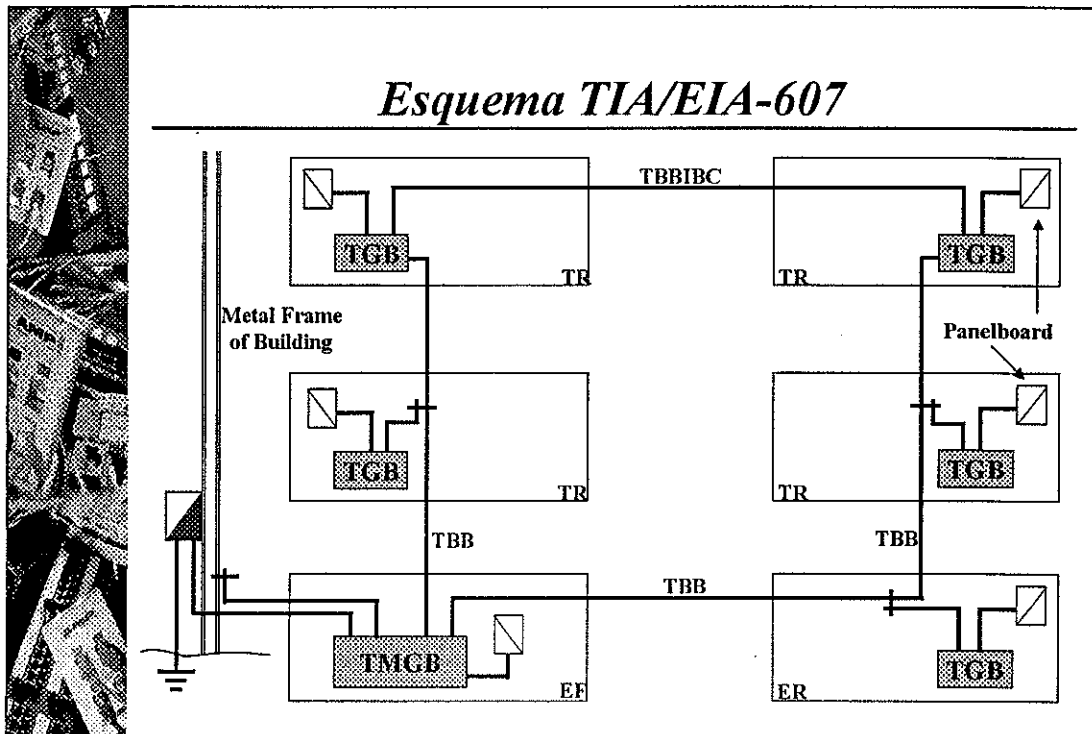 Esquema TIA/EIA-607
TBBIBC
TGB
TR
TGB
TR
Metal Frame
of Building
Panelboard
TGB
TR
TGB
TR
TBB
TBB
TBB
TMGB
EF
TGB
ER
AMP